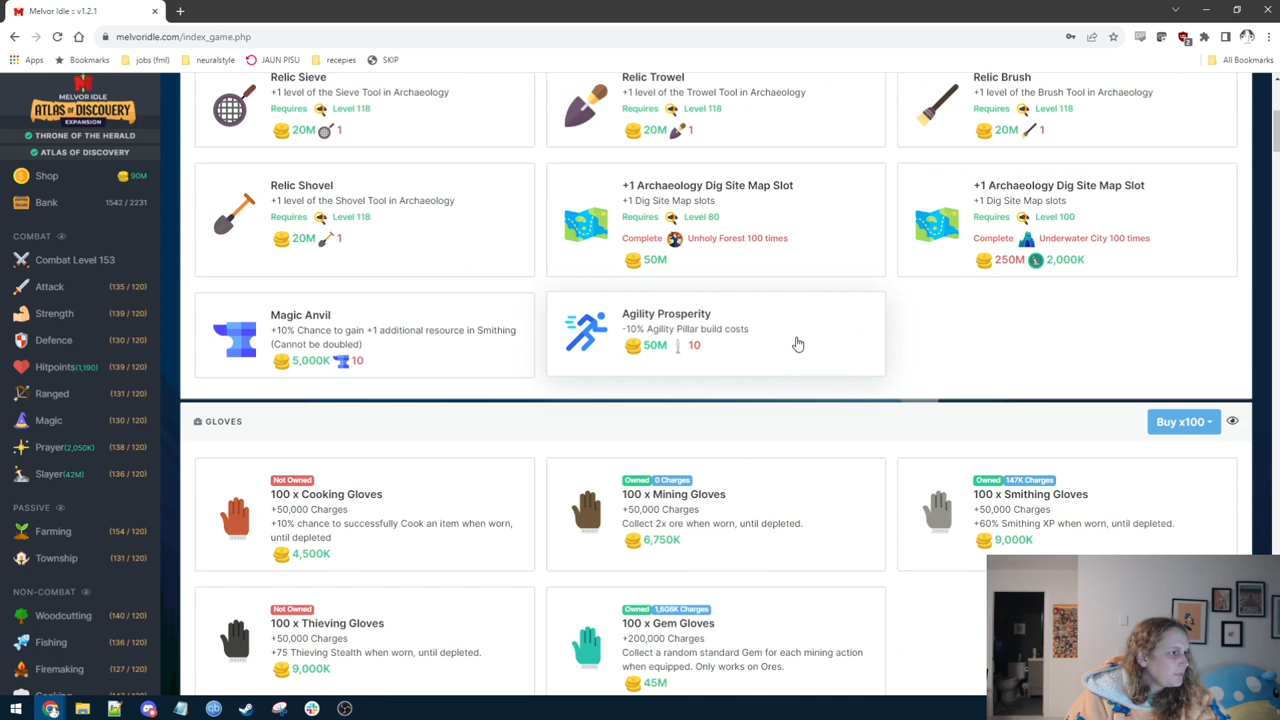 Melvor Idle :: v1.2.1
melvoridle.com/index_game.php
Apps
Bookmarks
jobs (fml)
neuralstyle
JAUN PISU
recepies
SKIP
All Bookmarks
MELVOR IDLE
ATLAS OF DISCOVERY
EXPANSION
THRONE OF THE HERALD
ATLAS OF DISCOVERY
Shop
90M
Bank
1542 / 2231
COMBAT
Combat Level 153
Attack
(135 / 120)
Strength
(139 / 120)
Defence
(130 / 120)
Hitpoints(1,190)
(139 / 120)
Ranged
(131 / 120)
Magic
(130 / 120)
Prayer(2,050K)
(138 / 120)
Slayer(42M)
(136 / 120)
PASSIVE
Farming
(154 / 120)
Township
(131 / 120)
NON-COMBAT
Woodcutting
(140 / 120)
Fishing
(136 / 120)
Firemaking
(127 / 120)
Relic Sieve
+1 level of the Sieve Tool in Archaeology
Requires Level 118
20M 1
Relic Trowel
+1 level of the Trowel Tool in Archaeology
Requires Level 118
20M 1
Relic Brush
+1 level of the Brush Tool in Archaeology
Requires Level 118
20M 1
Relic Shovel
+1 level of the Shovel Tool in Archaeology
Requires Level 118
20M 1
+1 Archaeology Dig Site Map Slot
+1 Dig Site Map slots
Requires Level 80
Complete Unholy Forest 100 times
50M
+1 Archaeology Dig Site Map Slot
+1 Dig Site Map slots
Requires Level 100
Complete Underwater City 100 times
250M 2,000K
Magic Anvil
+10% Chance to gain +1 additional resource in Smithing
(Cannot be doubled)
5,000K 10
Agility Prosperity
-10% Agility Pillar build costs
50M 10
GLOVES
Buy x100
Not Owned
100 x Cooking Gloves
+50,000 Charges
+10% chance to successfully Cook an item when worn,
until depleted
4,500K
Owned 0 Charges
100 x Mining Gloves
+50,000 Charges
Collect 2x ore when worn, until depleted.
6,750K
Owned 147K Charges
100 x Smithing Gloves
+50,000 Charges
+60% Smithing XP when worn, until depleted.
9,000K
Not Owned
100 x Thieving Gloves
+50,000 Charges
+75 Thieving Stealth when worn, until depleted.
9,000K
Owned 1,608K Charges
100 x Gem Gloves
+200,000 Charges
Collect a random standard Gem for each mining action
when equipped. Only works on Ores.
45M